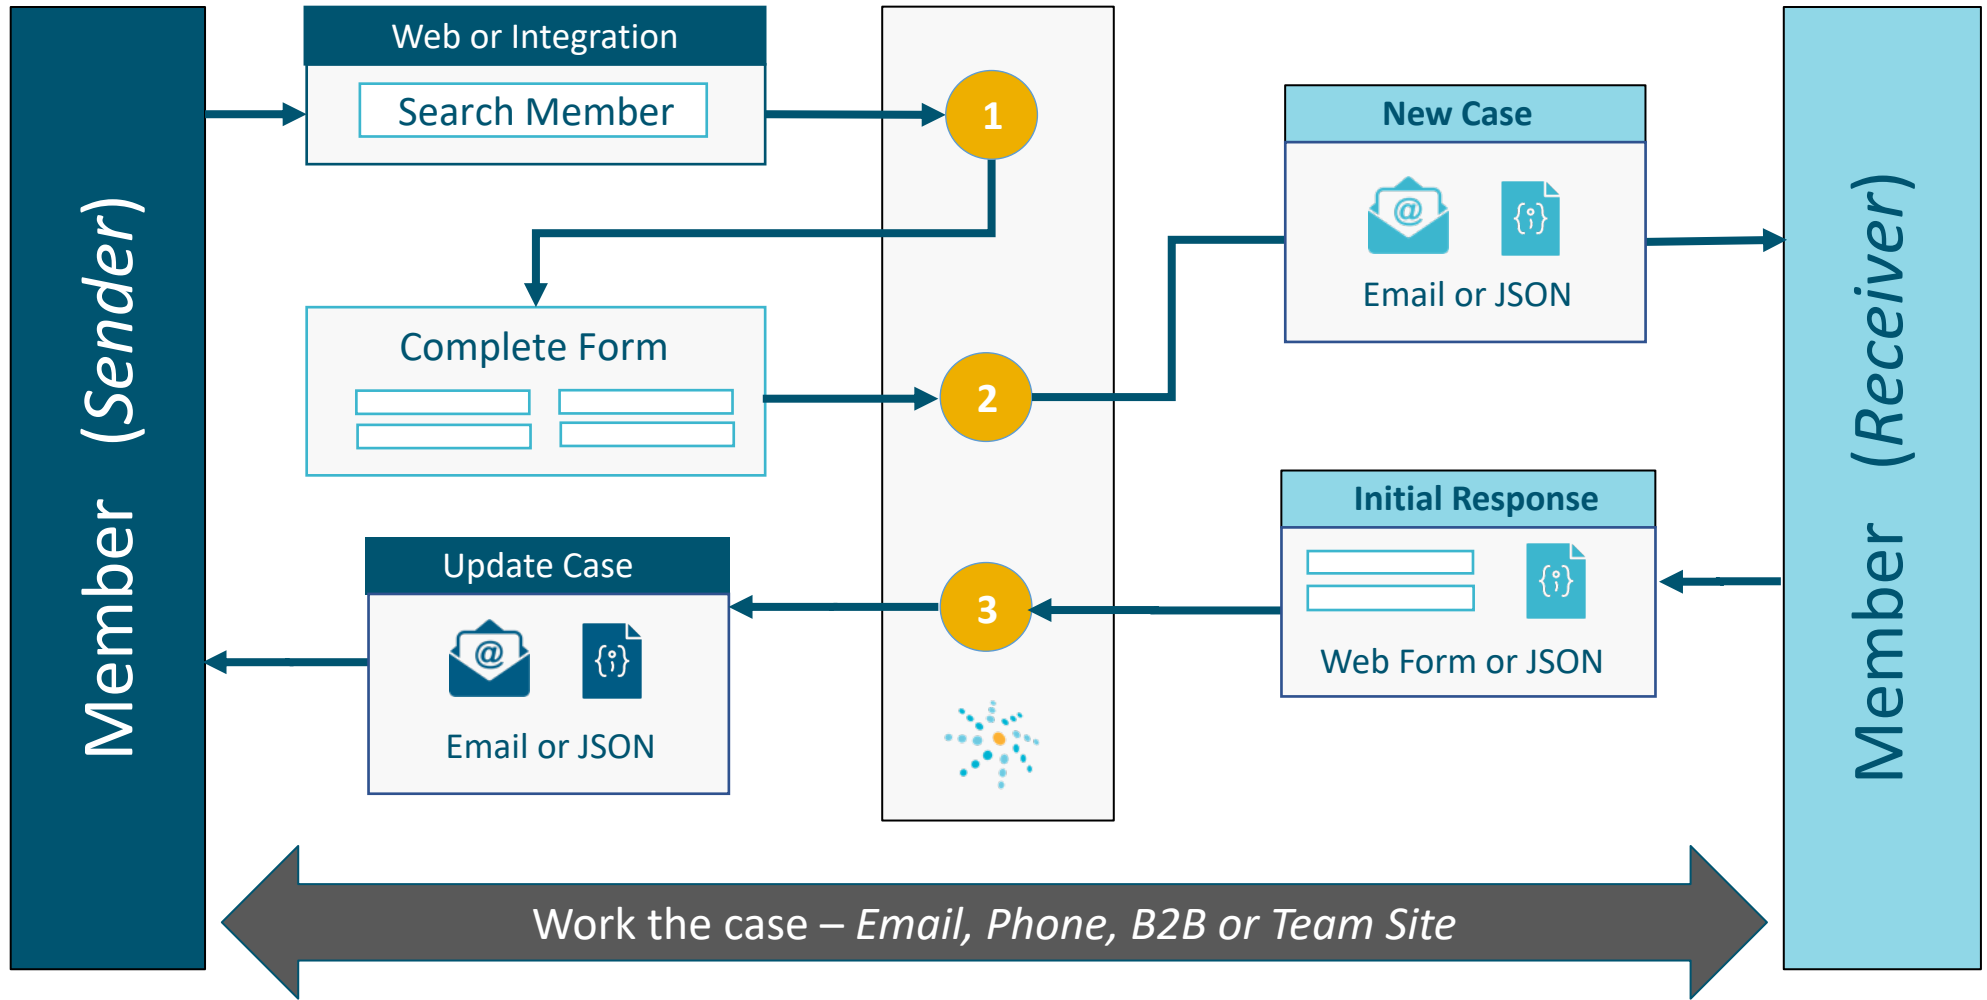 Member (Sender)
Web or Integration
Search Member
1
Complete Form
2
New Case
@
{;}
Email or JSON
Member (Receiver)
Initial Response
{;}
Web Form or JSON
3
Update Case
@
{;}
Email or JSON
Work the case – Email, Phone, B2B or Team Site